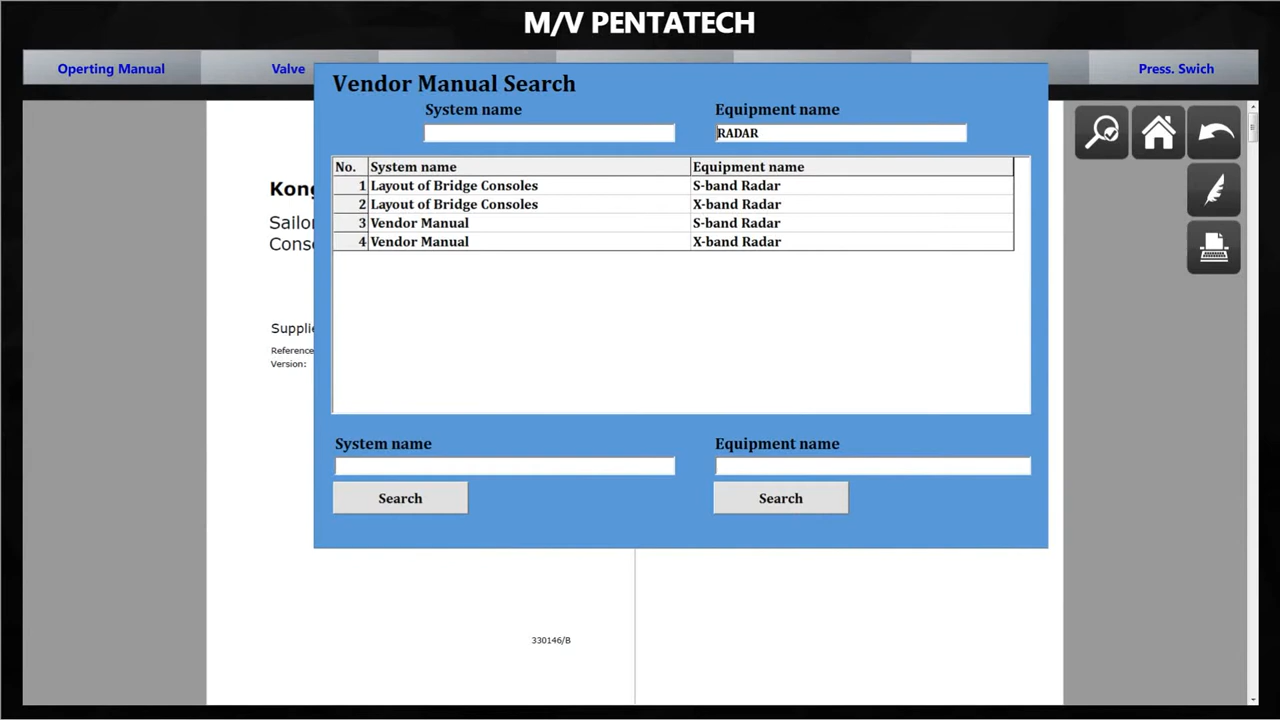 M/V PENTATECH
Operting Manual Valve Press. Swich
Vendor Manual Search
System name Equipment name
RADAR
No. System name Equipment name
1 Layout of Bridge Consoles S-band Radar
2 Layout of Bridge Consoles X-band Radar
3 Vendor Manual S-band Radar
4 Vendor Manual X-band Radar
Kong
Sailo
Conse
Supplie
Reference
Version:
System name Equipment name
Search Search
330146/B